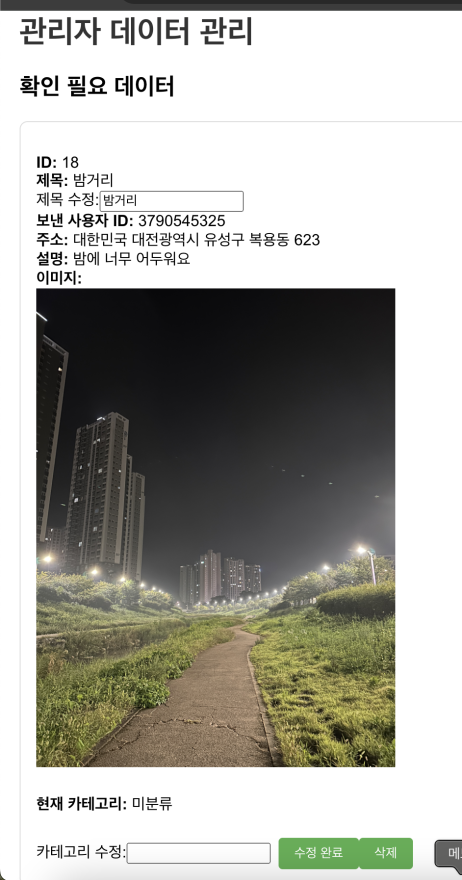 관리자 데이터 관리
확인 필요 데이터
ID: 18
제목: 밤거리
제목 수정: 밤거리
보낸 사용자 ID: 3790545325
주소: 대한민국 대전광역시 유성구 복용동 623
설명: 밤에 너무 어두워요
이미지:
현재 카테고리: 미분류
카테고리 수정: 수정 완료 삭제